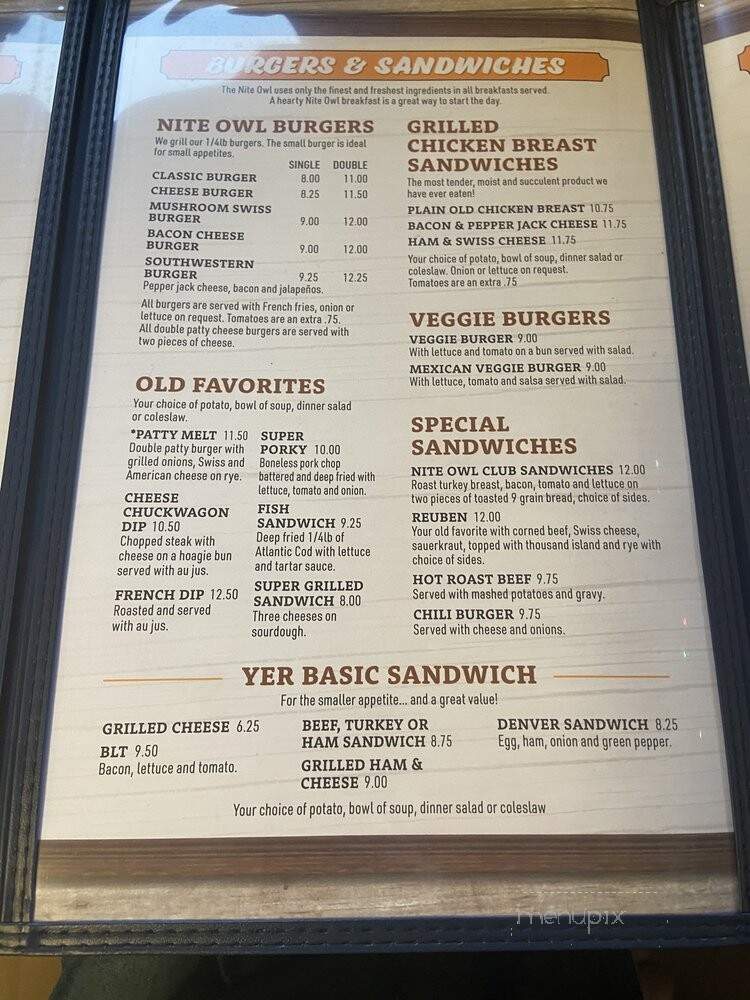 BURGERS & SANDWICHES
The Nite Owl uses only the finest and freshest ingredients in all breakfasts served.
A hearty Nite Owl breakfast is a great way to start the day.
NITE OWL BURGERS
We grill our 1/4lb burgers. The small burger is ideal
for small appetites.
SINGLE DOUBLE
CLASSIC BURGER 8.00 11.00
CHEESE BURGER 8.25 11.50
MUSHROOM SWISS
BURGER 9.00 12.00
BACON CHEESE
BURGER 9.00 12.00
SOUTHWESTERN
BURGER 9.25 12.25
Pepper jack cheese, bacon and jalapeños.
All burgers are served with French fries, onion or
lettuce on request. Tomatoes are an extra .75.
All double patty cheese burgers are served with
two pieces of cheese.
OLD FAVORITES
Your choice of potato, bowl of soup, dinner salad
or coleslaw.
*PATTY MELT 11.50
Double patty burger with
grilled onions, Swiss and
American cheese on rye.
CHEESE
CHUCKWAGON
DIP 10.50
Chopped steak with
cheese on a hoagie bun
served with au jus.
FRENCH DIP 12.50
Roasted and served
with au jus.
SUPER
PORKY 10.00
Boneless pork chop
battered and deep fried with
lettuce, tomato and onion.
FISH
SANDWICH 9.25
Deep fried 1/4lb of
Atlantic Cod with lettuce
and tartar sauce.
SUPER GRILLED
SANDWICH 8.00
Three cheeses on
sourdough.
GRILLED
CHICKEN BREAST
SANDWICHES
The most tender, moist and succulent product we
have ever eaten!
PLAIN OLD CHICKEN BREAST 10.75
BACON & PEPPER JACK CHEESE 11.75
HAM & SWISS CHEESE 11.75
Your choice of potato, bowl of soup, dinner salad or
coleslaw. Onion or lettuce on request.
Tomatoes are an extra .75
VEGGIE BURGERS
VEGGIE BURGER 9.00
With lettuce and tomato on a bun served with salad.
MEXICAN VEGGIE BURGER 9.00
With lettuce, tomato and salsa served with salad.
SPECIAL
SANDWICHES
NITE OWL CLUB SANDWICHES 12.00
Roast turkey breast, bacon, tomato and lettuce on
two pieces of toasted 9 grain bread, choice of sides.
REUBEN 12.00
Your old favorite with corned beef, Swiss cheese,
sauerkraut, topped with thousand island and rye with
choice of sides.
HOT ROAST BEEF 9.75
Served with mashed potatoes and gravy.
CHILI BURGER 9.75
Served with cheese and onions.
YER BASIC SANDWICH
For the smaller appetite... and a great value!
GRILLED CHEESE 6.25
BLT 9.50
Bacon, lettuce and tomato.
BEEF, TURKEY OR
HAM SANDWICH 8.75
GRILLED HAM &
CHEESE 9.00
DENVER SANDWICH 8.25
Egg, ham, onion and green pepper.
Your choice of potato, bowl of soup, dinner salad or coleslaw
menupix